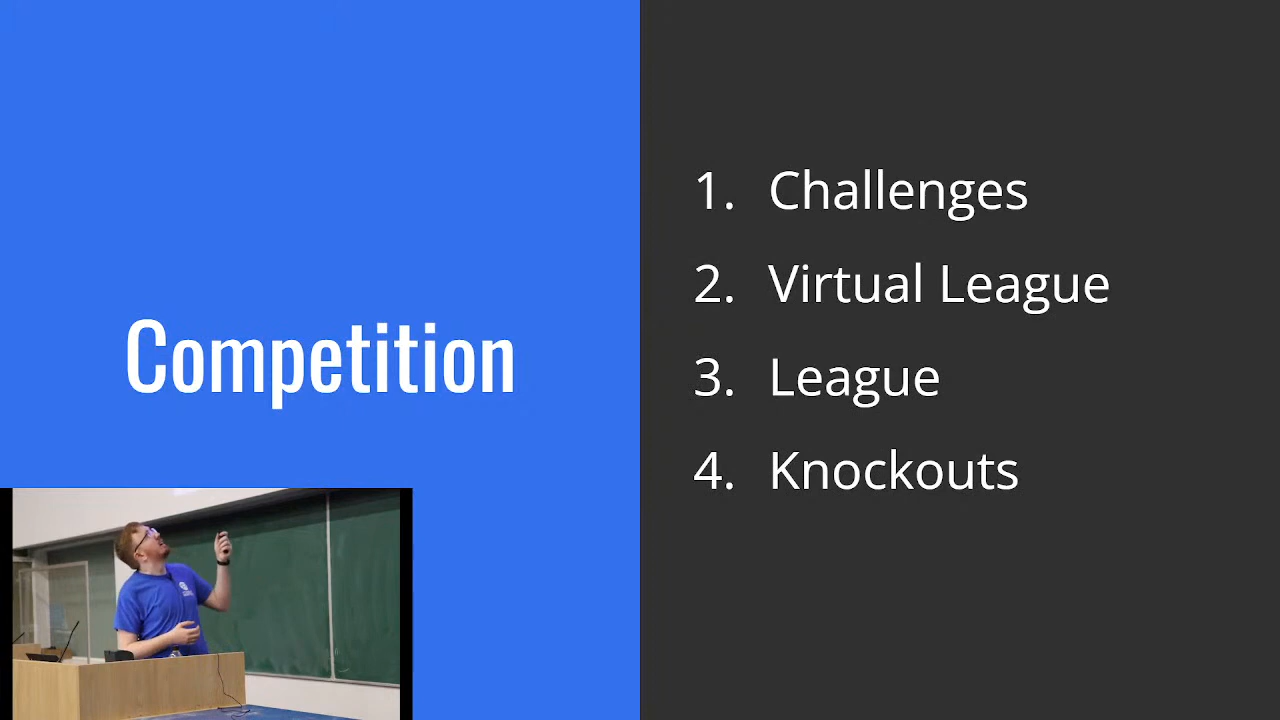 Competition
1. Challenges
2. Virtual League
3. League
4. Knockouts